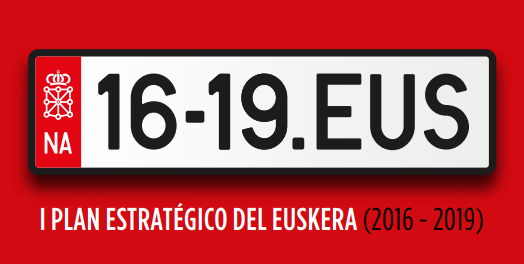 NA
16-19.EUS
I PLAN ESTRATÉGICO DEL EUSKERA (2016 - 2019)